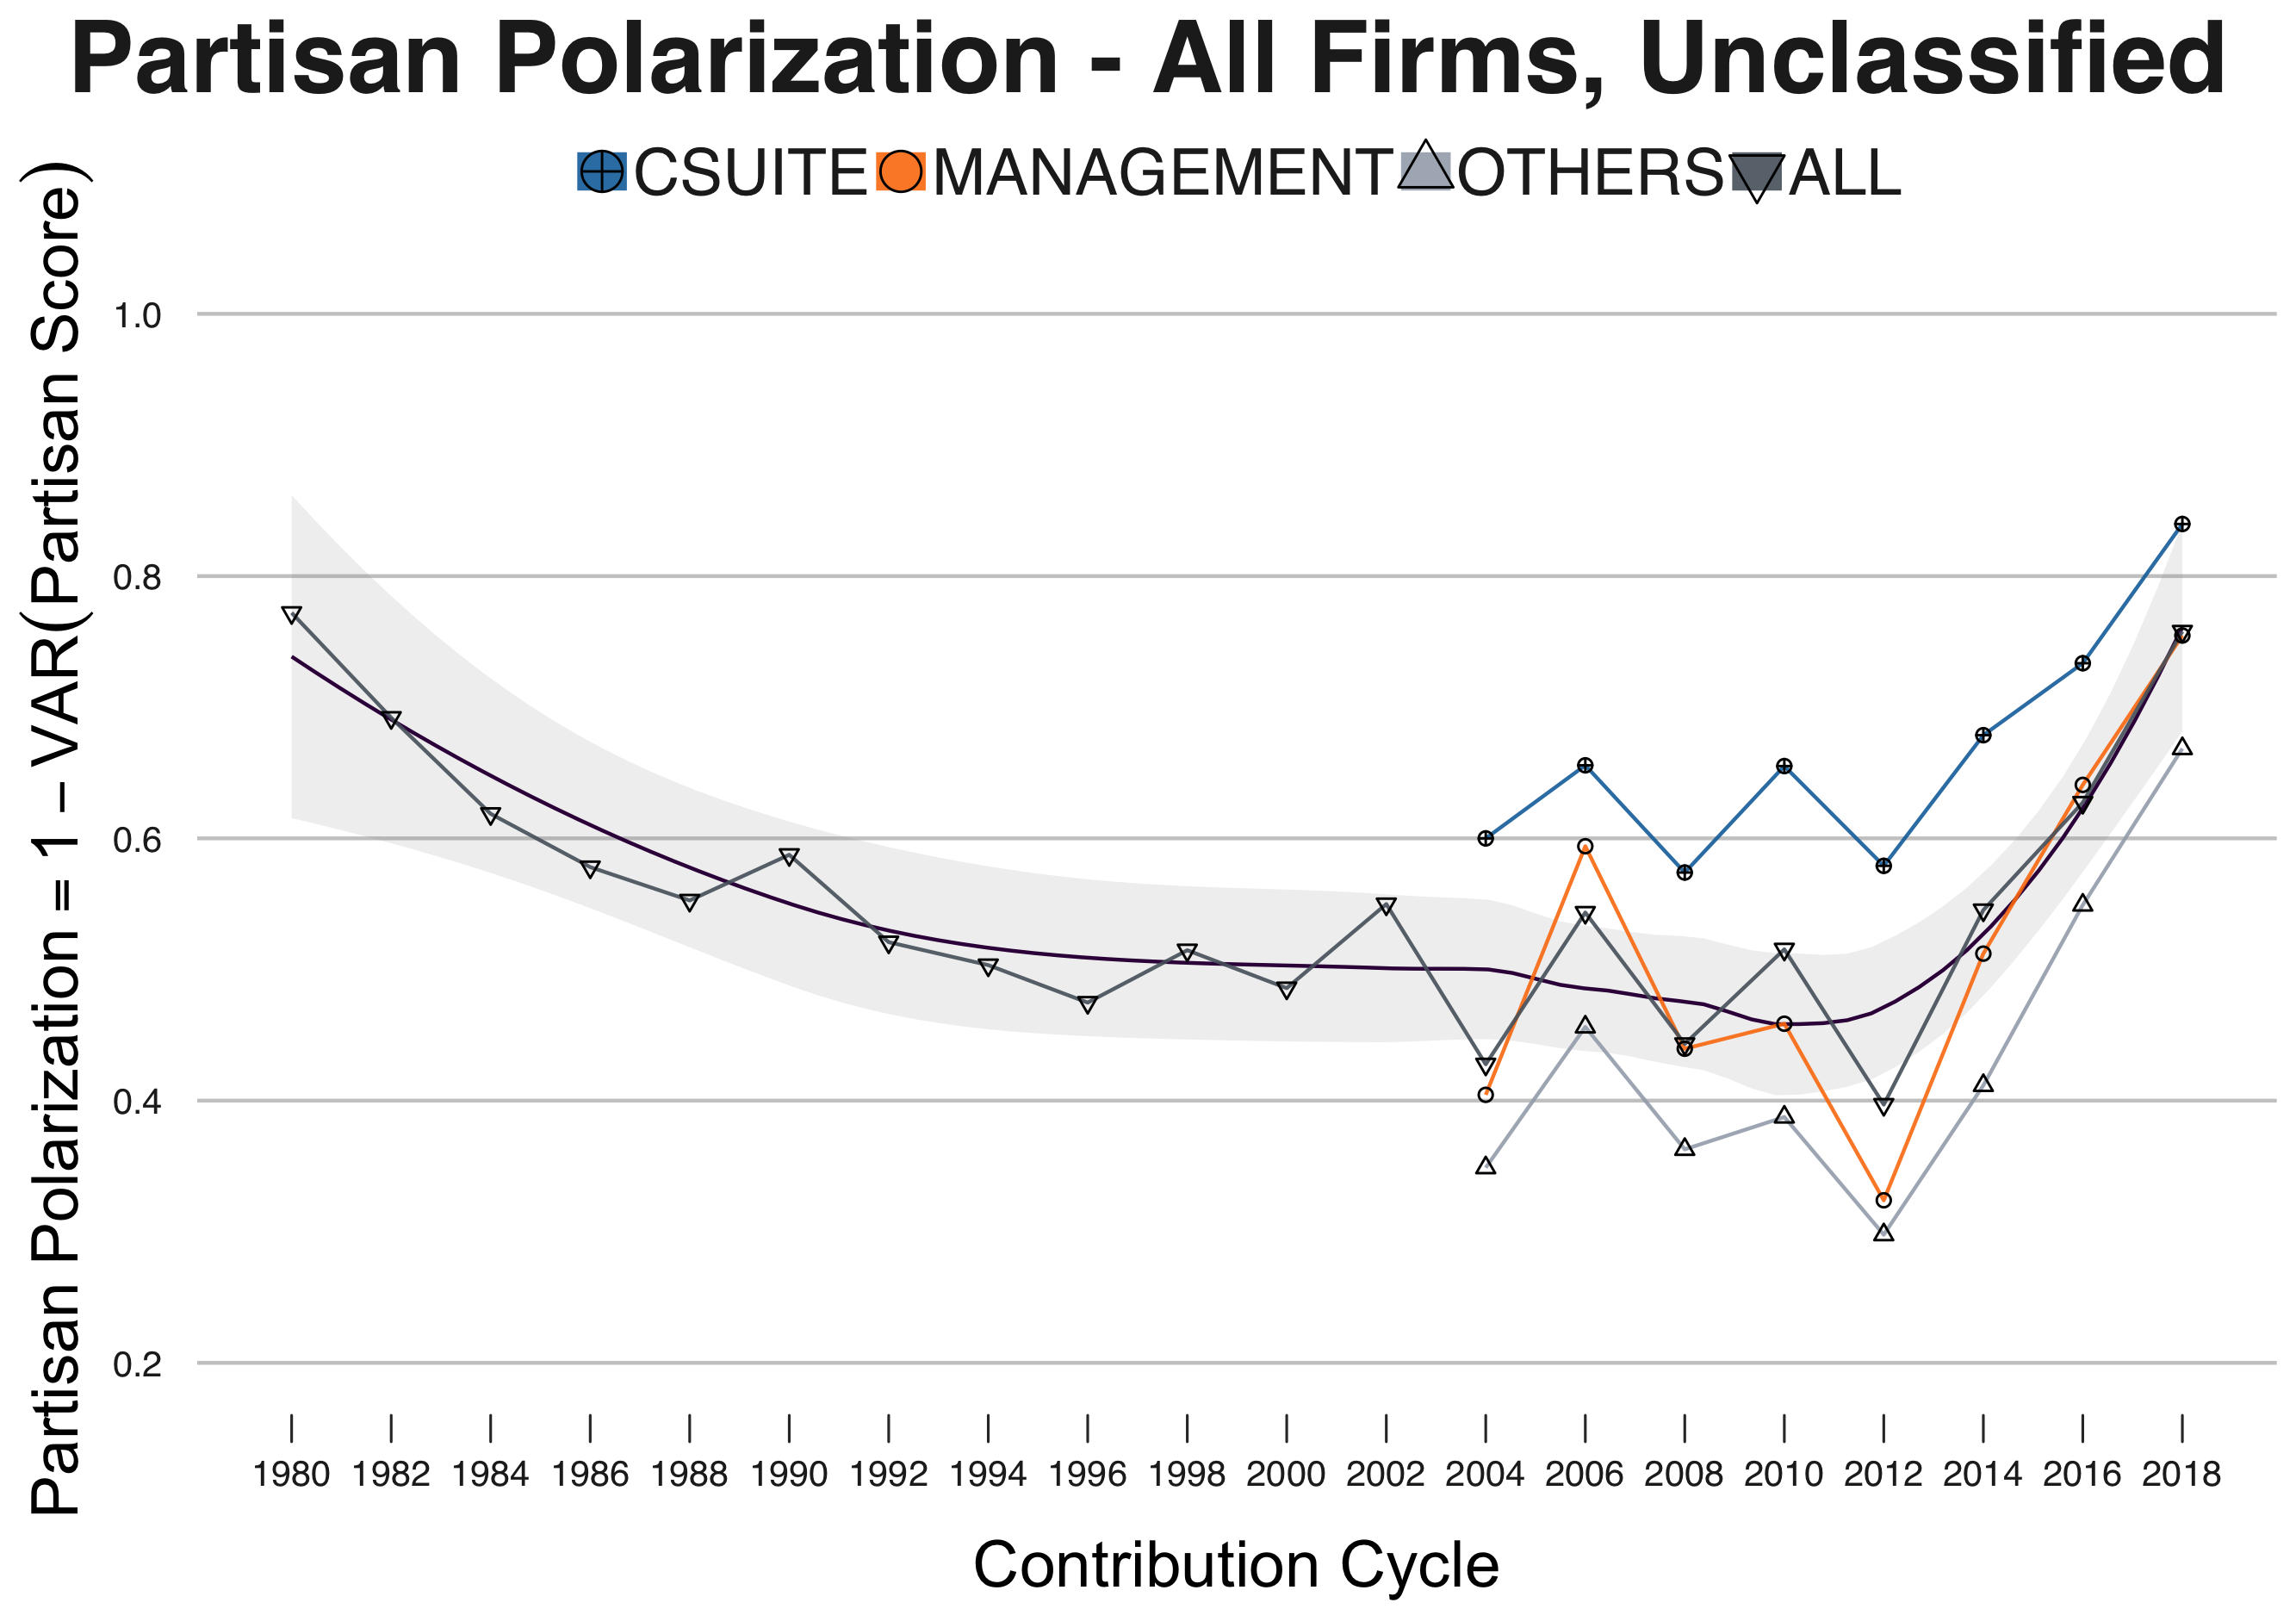 Partisan Polarization - All Firms, Unclassified
CSUITE MANAGEMENT OTHERS ALL
Partisan Polarization = 1 − VAR(Partisan Score)
1.0
0.8
0.6
0.4
0.2
1980 1982 1984 1986 1988 1990 1992 1994 1996 1998 2000 2002 2004 2006 2008 2010 2012 2014 2016 2018
Contribution Cycle